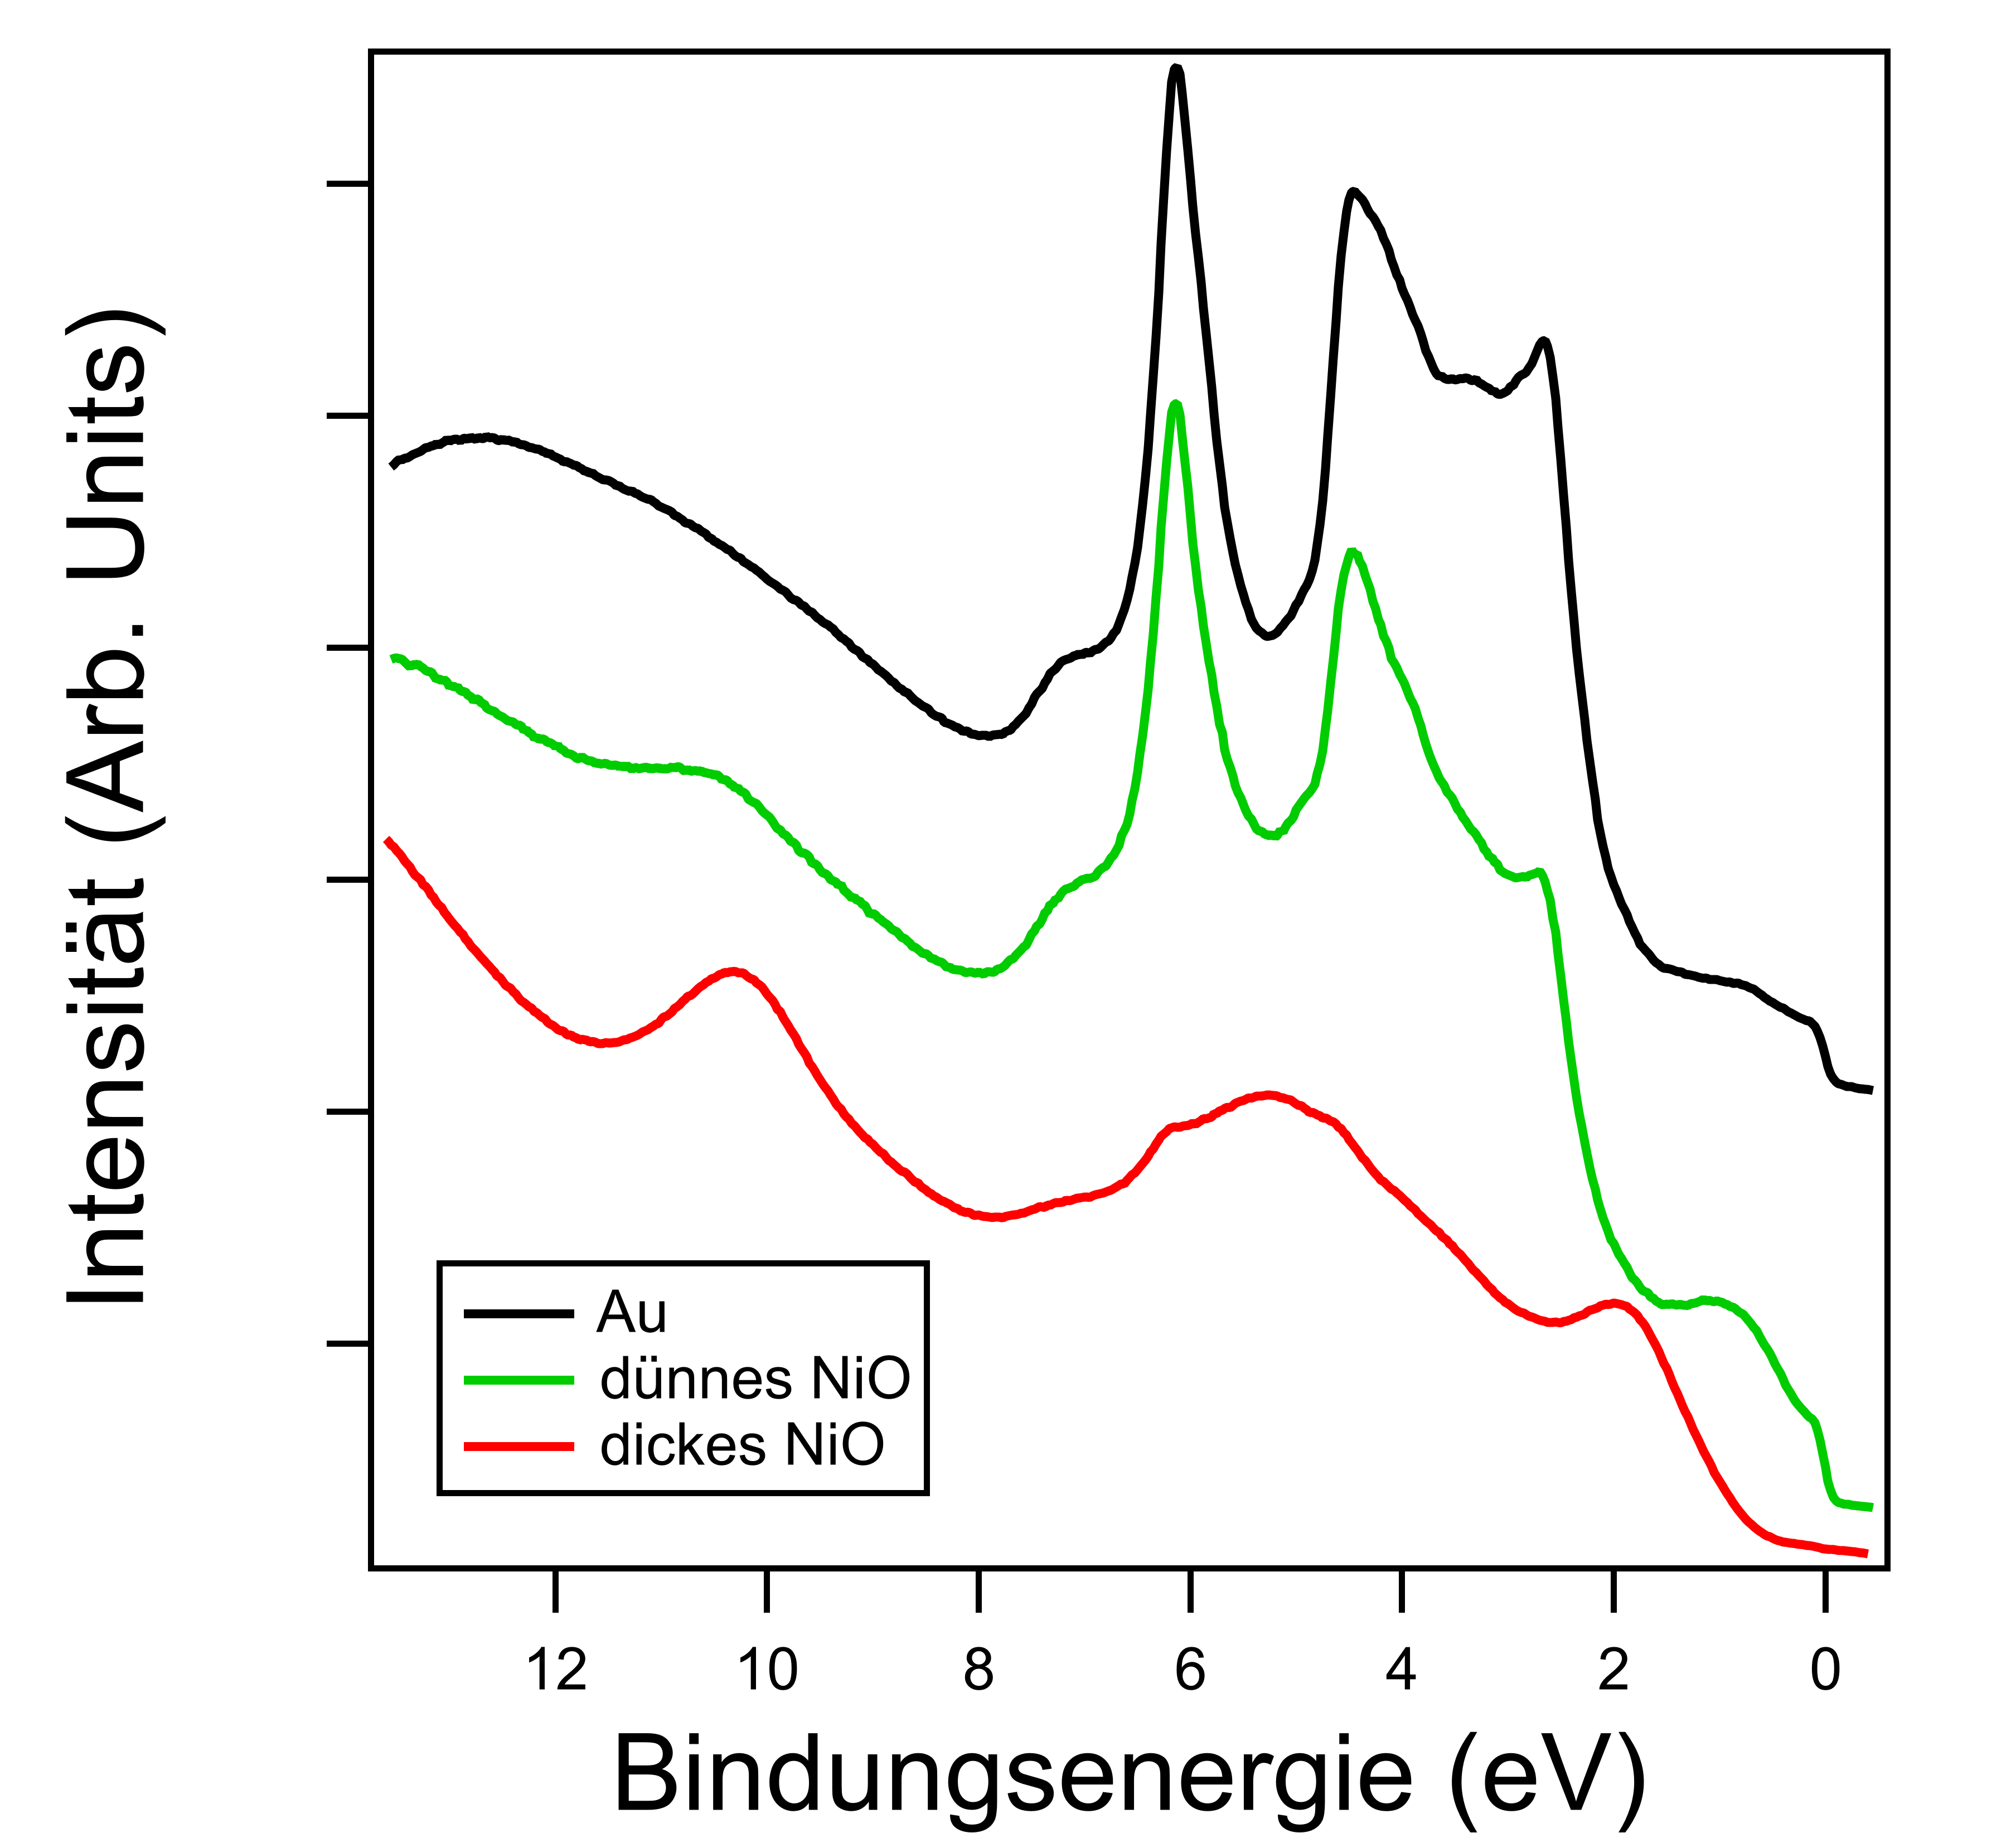 Intensität (Arb. Units)
Au
dünnes NiO
dickes NiO
12 10 8 6 4 2 0
Bindungsenergie (eV)